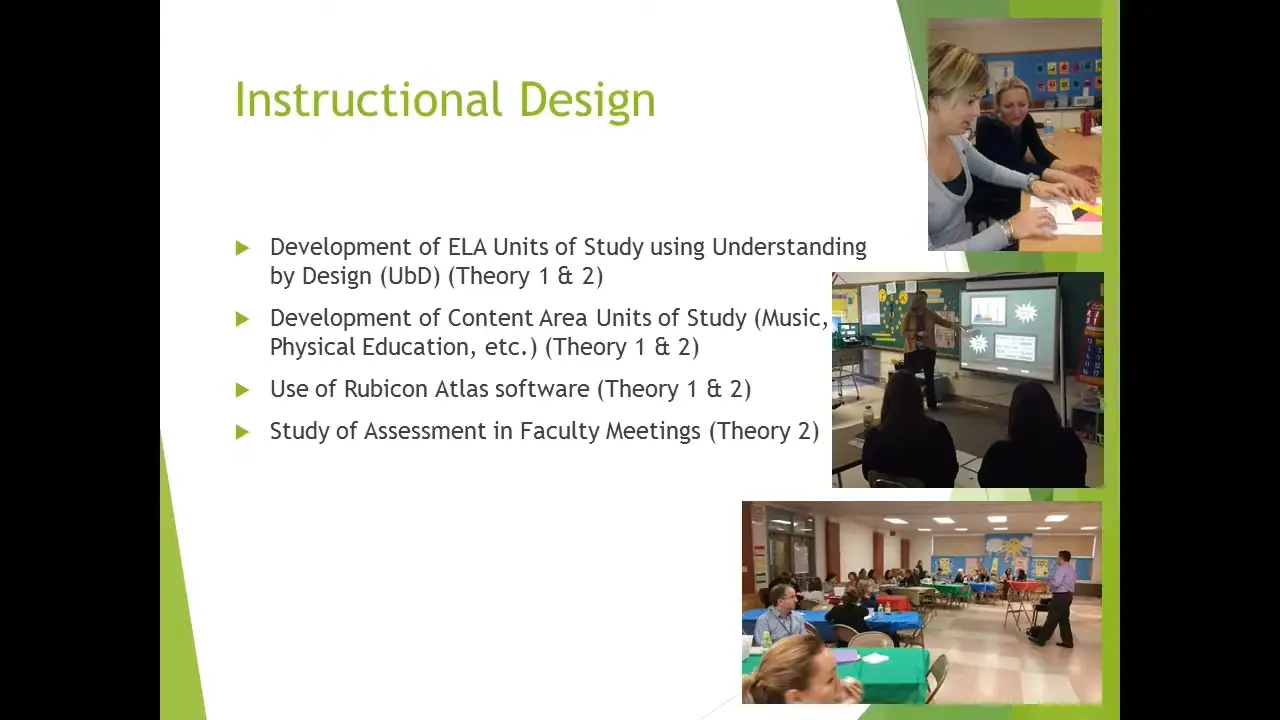 Instructional Design
Development of ELA Units of Study using Understanding
by Design (UbD) (Theory 1 & 2)
Development of Content Area Units of Study (Music,
Physical Education, etc.) (Theory 1 & 2)
Use of Rubicon Atlas software (Theory 1 & 2)
Study of Assessment in Faculty Meetings (Theory 2)